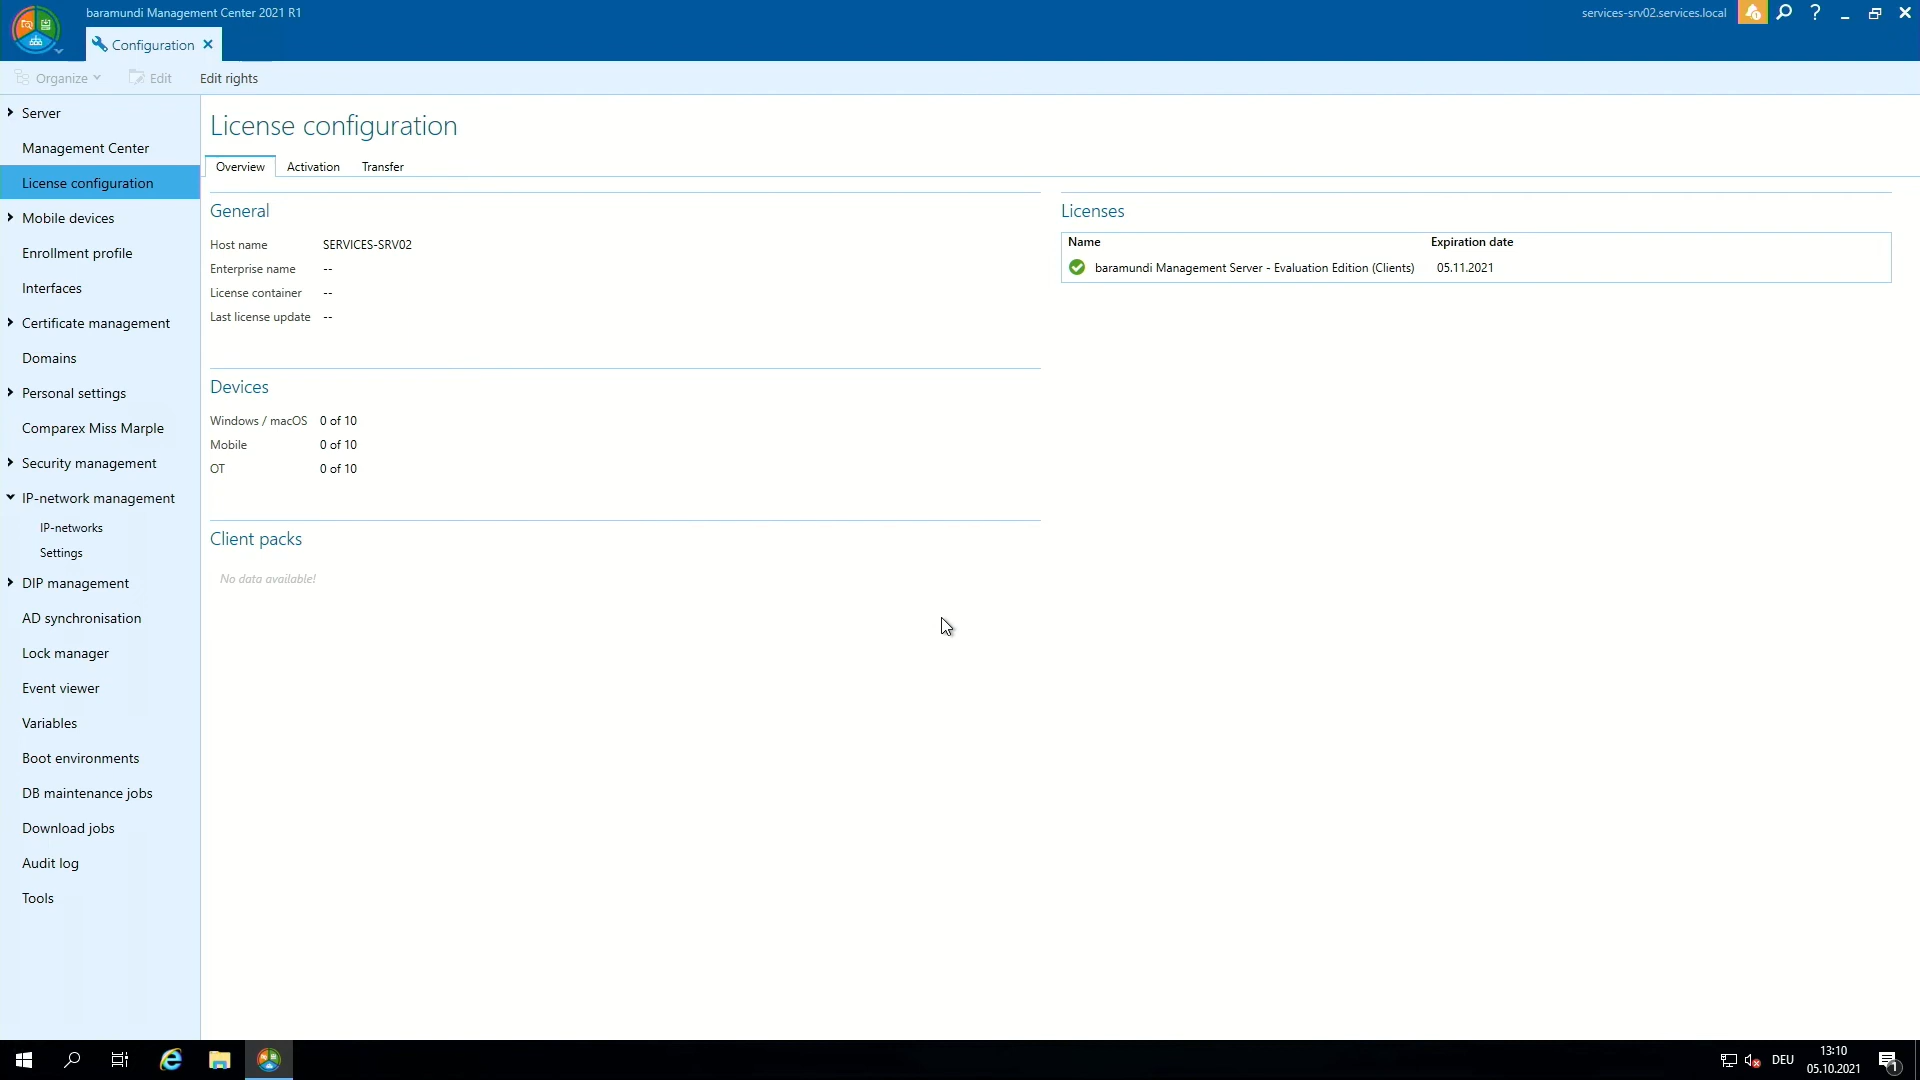 baramundi Management Center 2021 R1
services-srv02.services.local
Configuration
Organize
Edit
Edit rights
Server
Management Center
License configuration
Mobile devices
Enrollment profile
Interfaces
Certificate management
Domains
Personal settings
Comparex Miss Marple
Security management
IP-network management
IP-networks
Settings
DIP management
AD synchronisation
Lock manager
Event viewer
Variables
Boot environments
DB maintenance jobs
Download jobs
Audit log
Tools
License configuration
Overview Activation Transfer
General
Host name SERVICES-SRV02
Enterprise name --
License container --
Last license update --
Devices
Windows / macOS 0 of 10
Mobile 0 of 10
OT 0 of 10
Client packs
No data available!
Licenses
Name Expiration date
baramundi Management Server - Evaluation Edition (Clients) 05.11.2021
DEU
13:10
05.10.2021
1